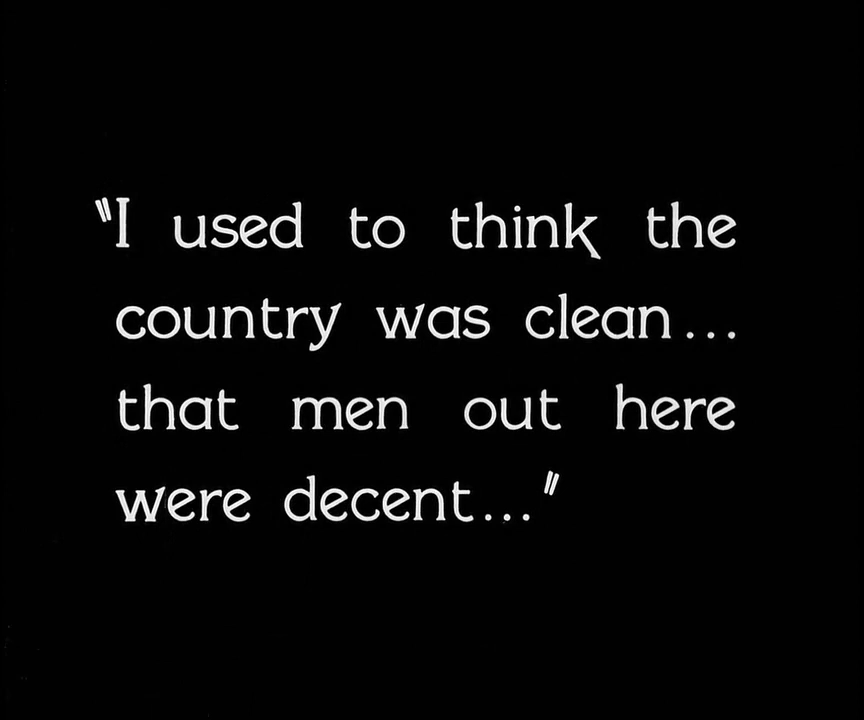 "I used to think the
country was clean...
that men out here
were decent..."